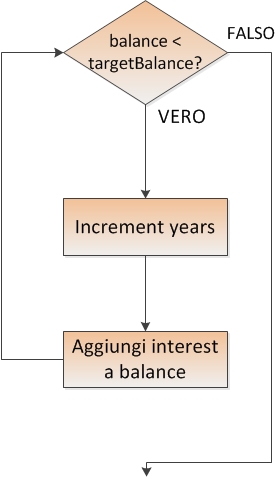 balance <
targetBalance?
FALSO
VERO
Increment years
Aggiungi interest
a balance